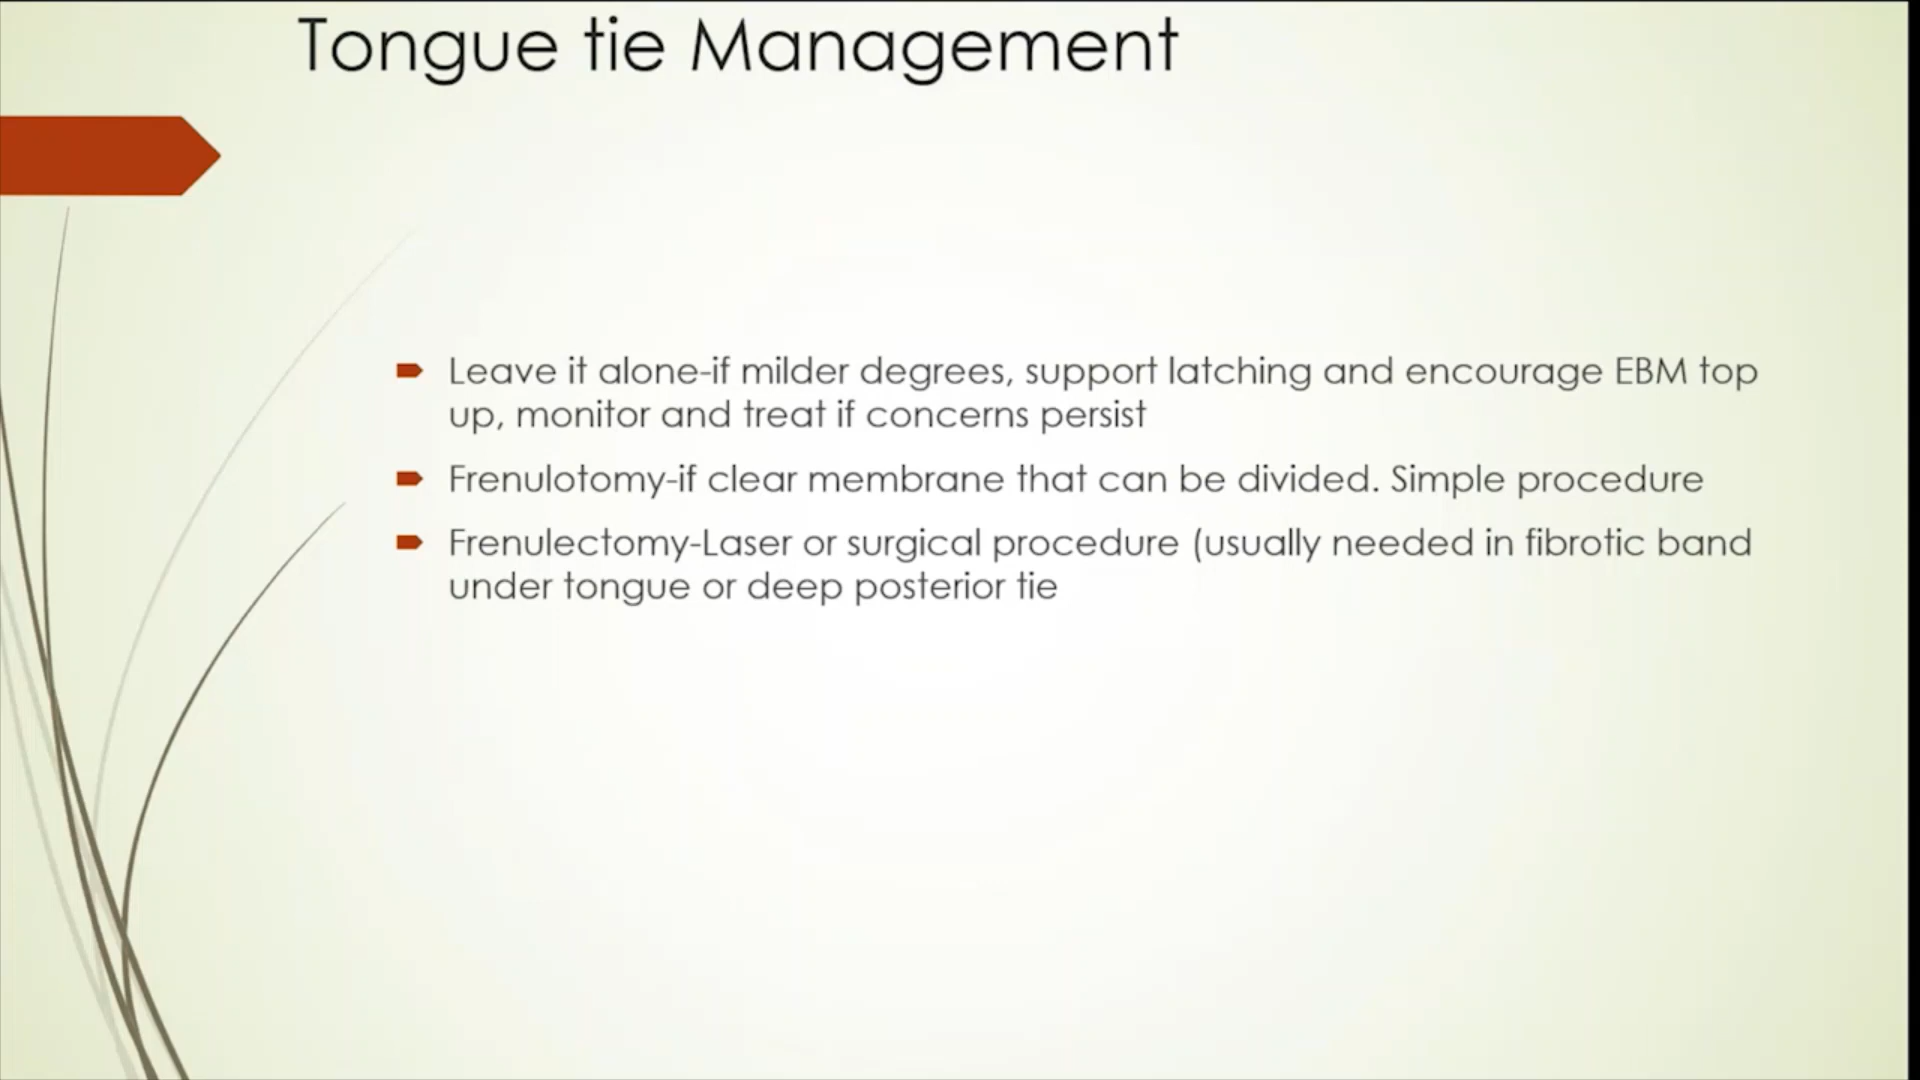 Tongue tie Management
Leave it alone-if milder degrees, support latching and encourage EBM top
up, monitor and treat if concerns persist
Frenulotomy-if clear membrane that can be divided. Simple procedure
Frenulectomy-Laser or surgical procedure (usually needed in fibrotic band
under tongue or deep posterior tie